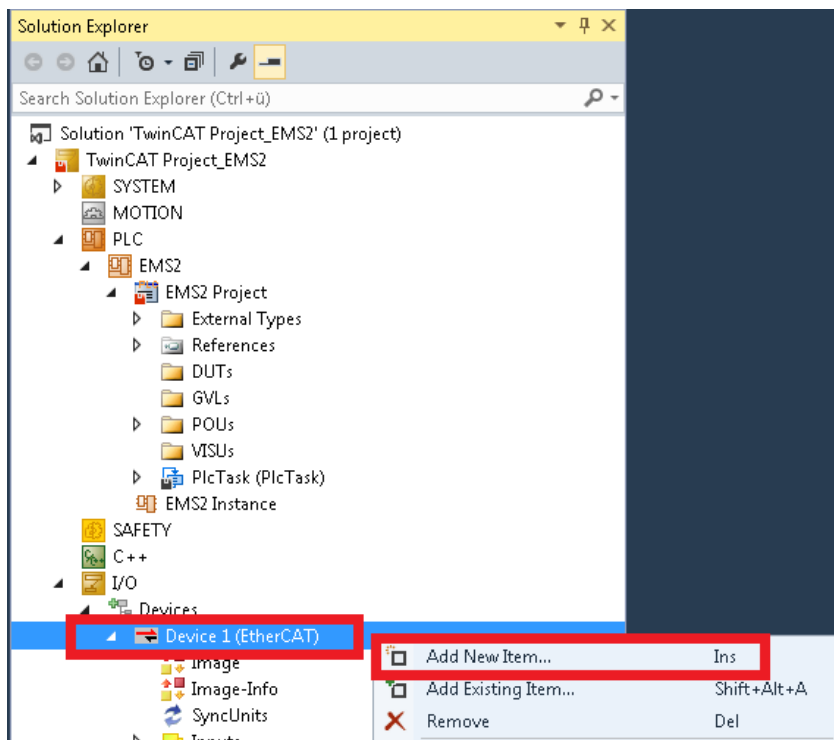 Solution Explorer
Search Solution Explorer (Ctrl+ü)
Solution 'TwinCAT Project_EMS2' (1 project)
TwinCAT Project_EMS2
SYSTEM
MOTION
PLC
EMS2
EMS2 Project
External Types
References
DUTs
GVLs
POUs
VISUs
PlcTask (PlcTask)
EMS2 Instance
SAFETY
C++
I/O
Devices
Device 1 (EtherCAT)
Add New Item... Ins
Image
Image-Info
Add Existing Item... Shift+Alt+A
SyncUnits
Remove Del
Inputs